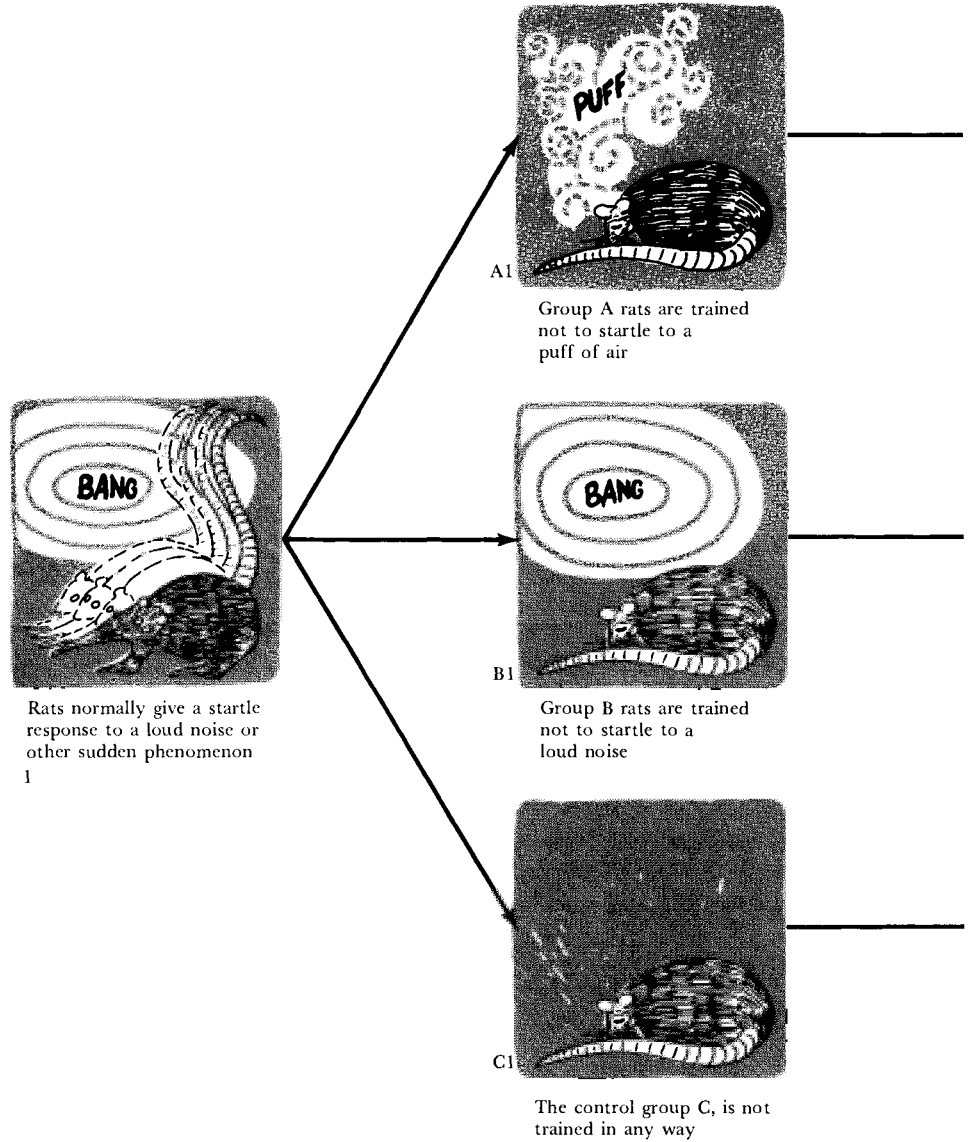 PUFF
A1
Group A rats are trained
not to startle to a
puff of air
BANG
Rats normally give a startle
response to a loud noise or
other sudden phenomenon
1
BANG
B1
Group B rats are trained
not to startle to a
loud noise
C1
The control group C, is not
trained in any way